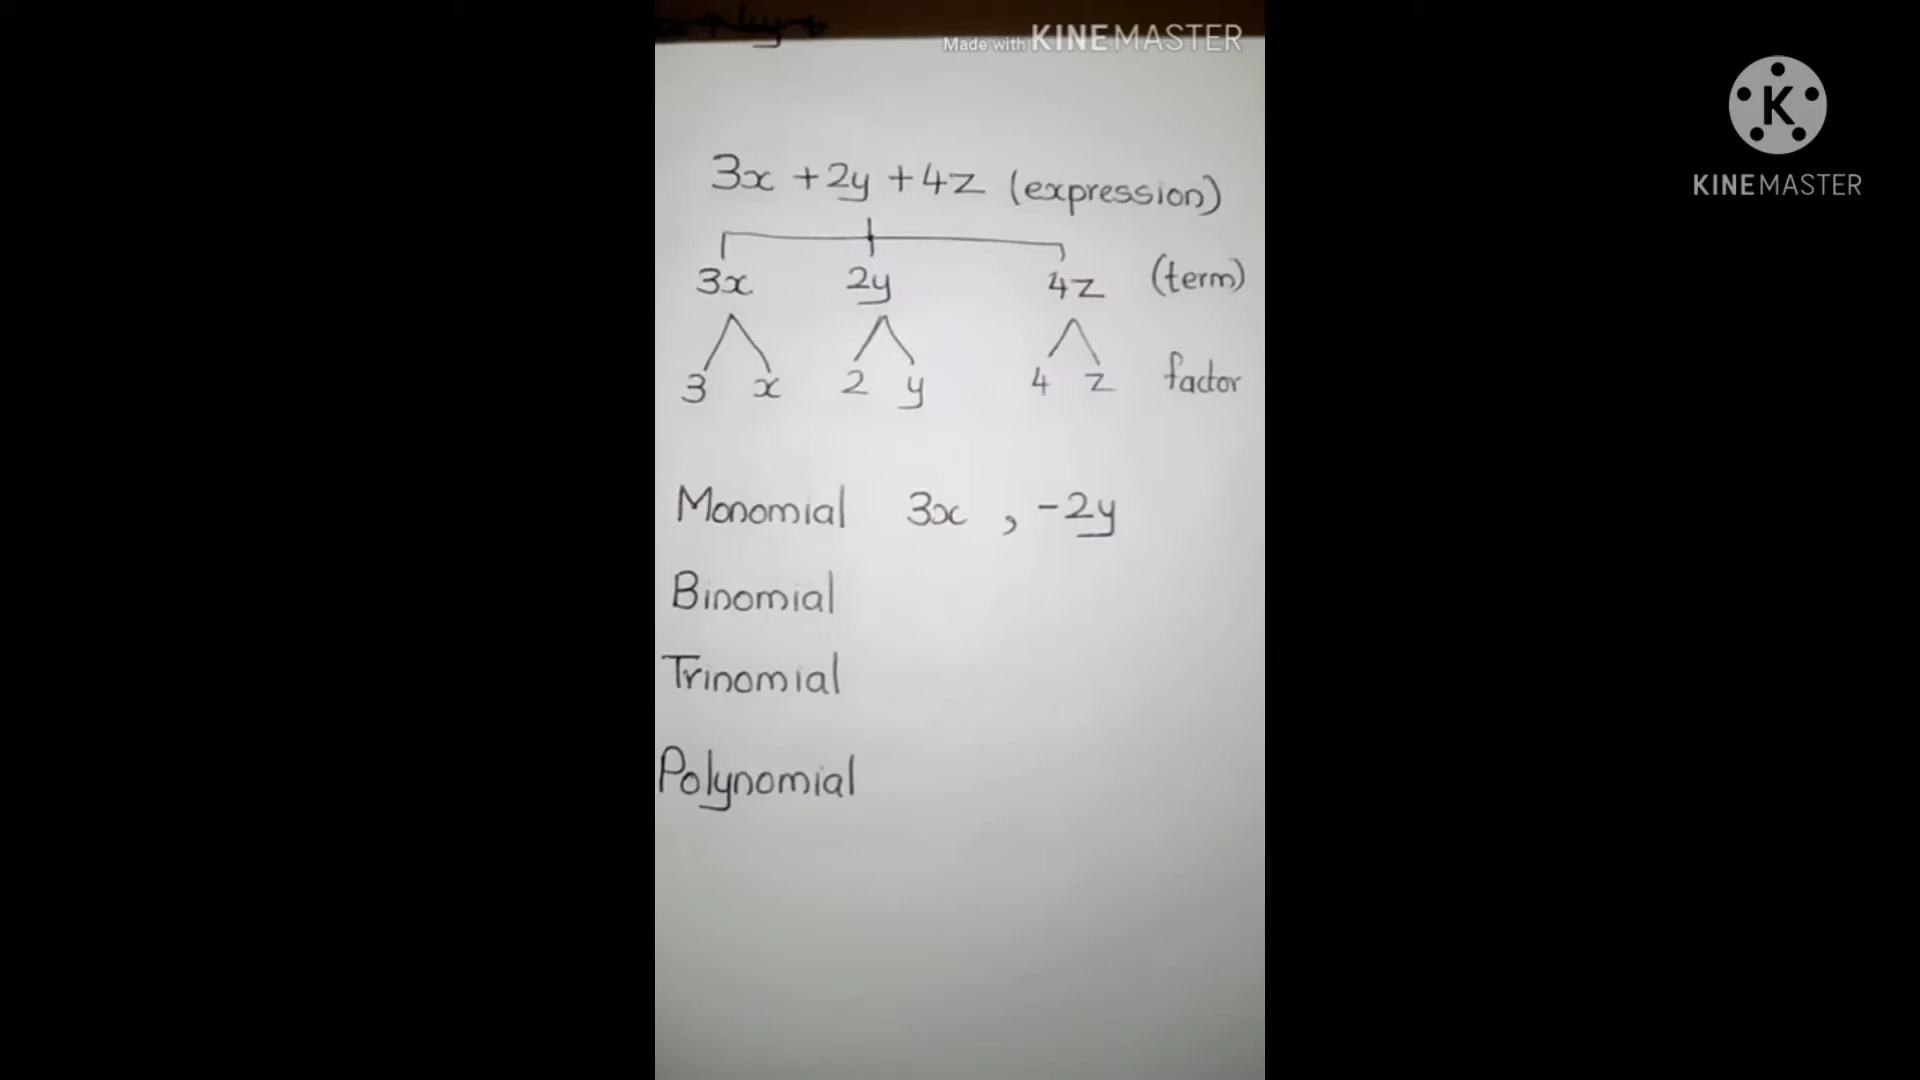 Made with KINEMASTER
K
KINEMASTER
3x + 2y + 4z (expression)
3x 2y 4z (term)
3 x 2 y 4 z factor
Monomial 3x , -2y
Binomial
Trinomial
Polynomial